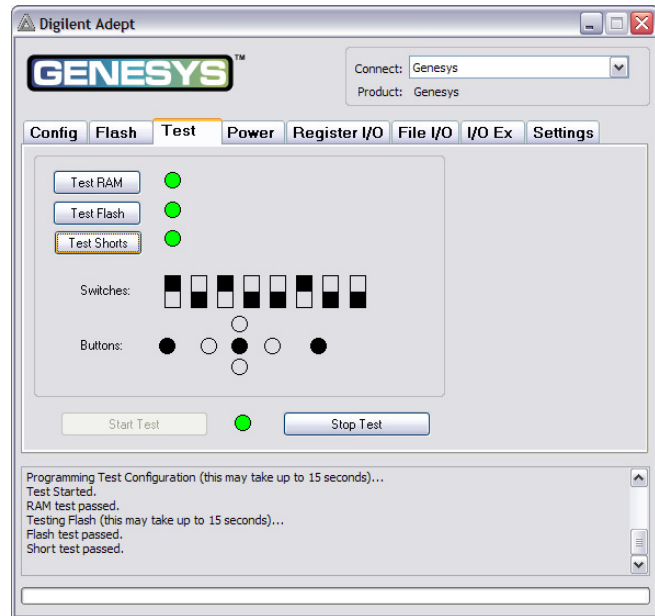 Digilent Adept
GENESYS™
Connect: Genesys
Product: Genesys
Config Flash Test Power Register I/O File I/O I/O Ex Settings
Test RAM
Test Flash
Test Shorts
Switches:
Buttons:
Start Test Stop Test
Programming Test Configuration (this may take up to 15 seconds)...
Test Started.
RAM test passed.
Testing Flash (this may take up to 15 seconds)...
Flash test passed.
Short test passed.